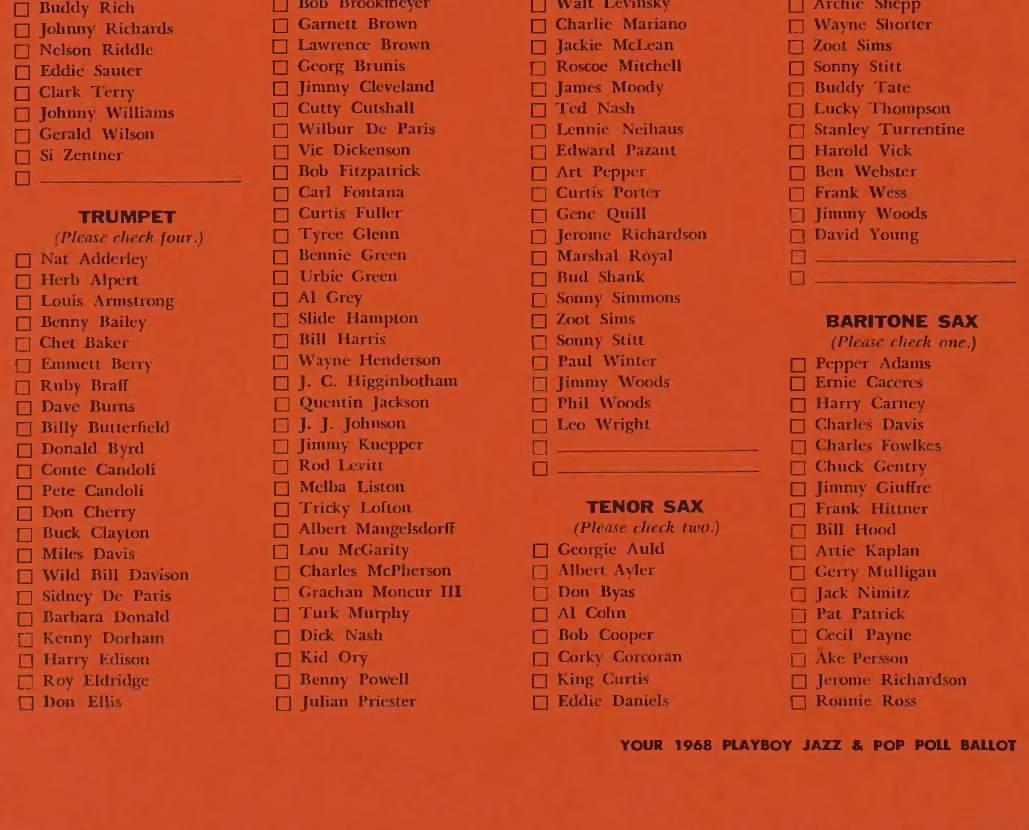 Buddy Rich
Johnny Richards
Nelson Riddle
Eddie Sauter
Clark Terry
Johnny Williams
Gerald Wilson
Si Zentner
TRUMPET
(Please check four.)
Nat Adderley
Herb Alpert
Louis Armstrong
Benny Bailey
Chet Baker
Emmett Berry
Ruby Braff
Dave Burns
Billy Butterfield
Donald Byrd
Conte Candoli
Pete Candoli
Don Cherry
Buck Clayton
Miles Davis
Wild Bill Davison
Sidney De Paris
Barbara Donald
Kenny Dorham
Harry Edison
Roy Eldridge
Don Ellis
Bob Brookmeyer
Garnett Brown
Lawrence Brown
Georg Brunis
Jimmy Cleveland
Cutty Cutshall
Wilbur De Paris
Vic Dickenson
Bob Fitzpatrick
Carl Fontana
Curtis Fuller
Tyree Glenn
Bennie Green
Urbie Green
Al Grey
Slide Hampton
Bill Harris
Wayne Henderson
J. C. Higginbotham
Quentin Jackson
J. J. Johnson
Jimmy Knepper
Rod Levitt
Melba Liston
Tricky Lofton
Albert Mangelsdorff
Lou McGarity
Charles McPherson
Grachan Moncur III
Turk Murphy
Dick Nash
Kid Ory
Benny Powell
Julian Priester
Walt Levinsky
Charlie Mariano
Jackie McLean
Roscoe Mitchell
James Moody
Ted Nash
Lennie Neihaus
Edward Pazant
Art Pepper
Curtis Porter
Gene Quill
Jerome Richardson
Marshal Royal
Bud Shank
Sonny Simmons
Zoot Sims
Sonny Stitt
Paul Winter
Jimmy Woods
Phil Woods
Leo Wright
TENOR SAX
(Please check two.)
Georgie Auld
Albert Ayler
Don Byas
Al Cohn
Bob Cooper
Corky Corcoran
King Curtis
Eddie Daniels
Archie Shepp
Wayne Shorter
Zoot Sims
Sonny Stitt
Buddy Tate
Lucky Thompson
Stanley Turrentine
Harold Vick
Ben Webster
Frank Wess
Jimmy Woods
David Young
BARITONE SAX
(Please check one.)
Pepper Adams
Ernie Caceres
Harry Carney
Charles Davis
Charles Fowlkes
Chuck Gentry
Jimmy Giuffre
Frank Hittner
Bill Hood
Artie Kaplan
Gerry Mulligan
Jack Nimitz
Pat Patrick
Cecil Payne
Åke Persson
Jerome Richardson
Ronnie Ross
YOUR 1968 PLAYBOY JAZZ & POP POLL BALLOT